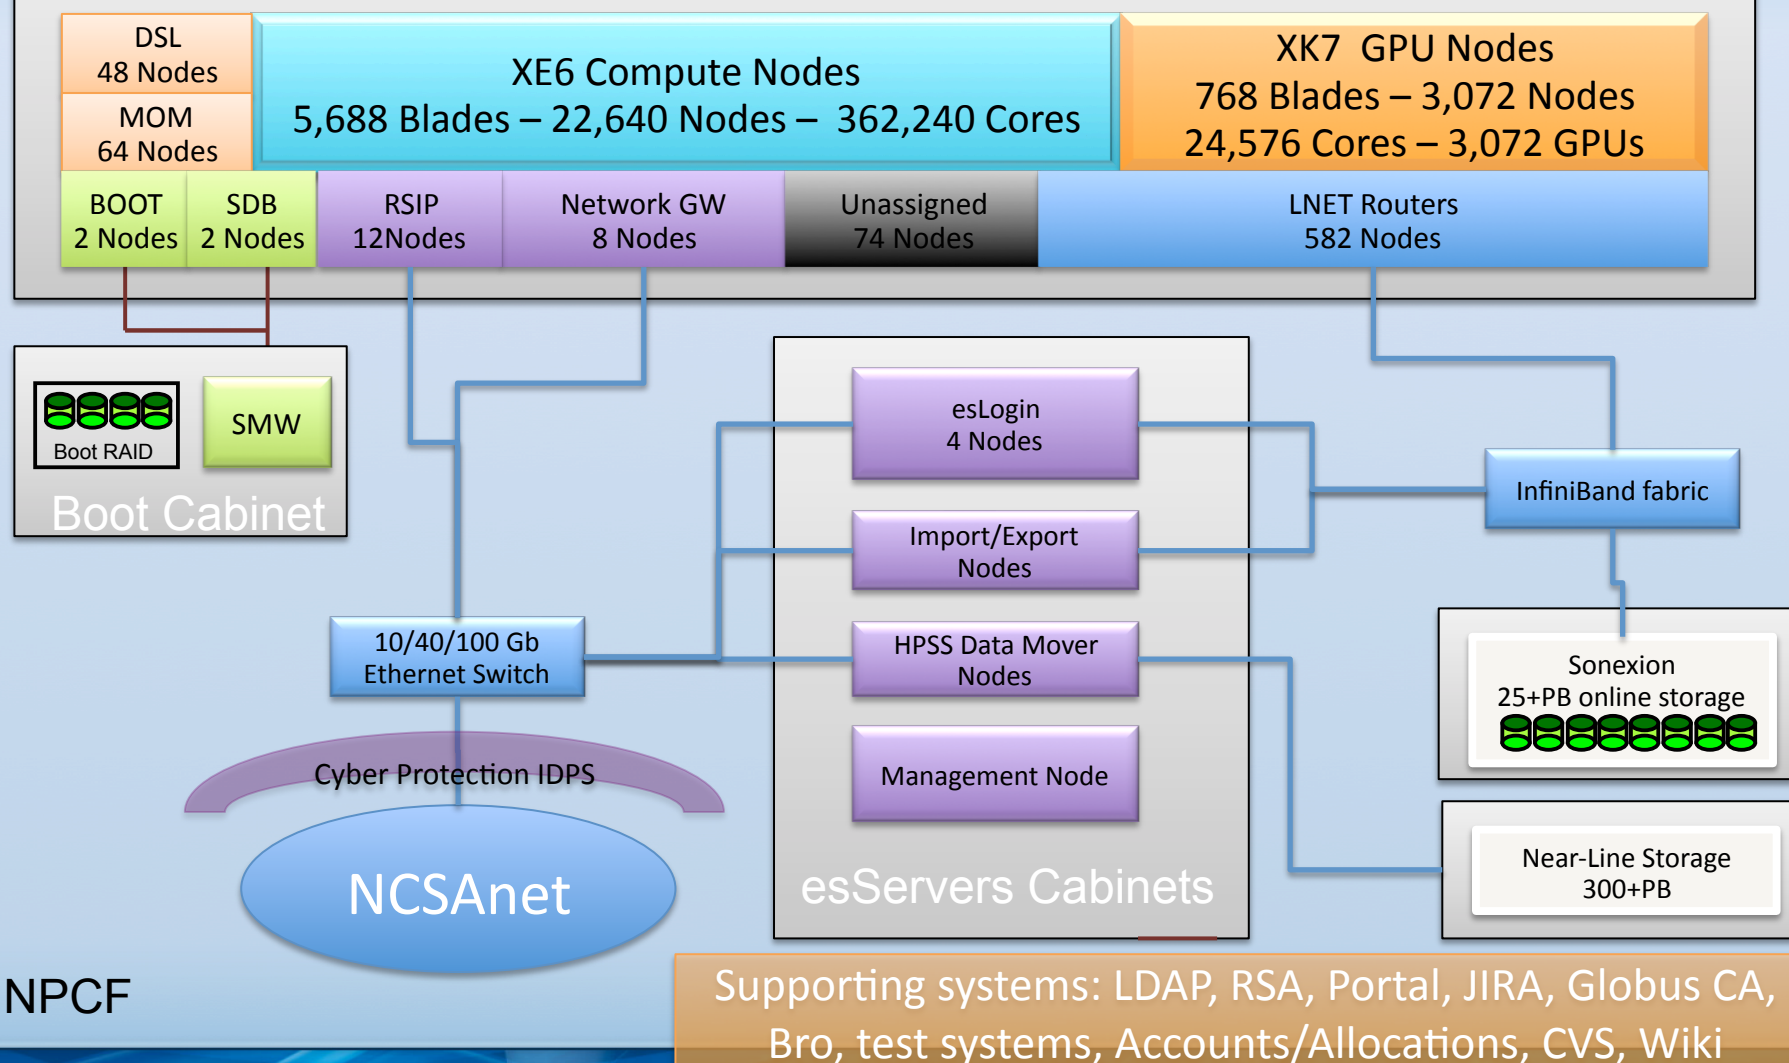 DSL
48 Nodes
MOM
64 Nodes
XE6 Compute Nodes
5,688 Blades – 22,640 Nodes – 362,240 Cores
XK7 GPU Nodes
768 Blades – 3,072 Nodes
24,576 Cores – 3,072 GPUs
BOOT
2 Nodes
SDB
2 Nodes
RSIP
12Nodes
Network GW
8 Nodes
Unassigned
74 Nodes
LNET Routers
582 Nodes
Boot RAID
SMW
Boot Cabinet
esLogin
4 Nodes
Import/Export
Nodes
HPSS Data Mover
Nodes
Management Node
esServers Cabinets
InfiniBand fabric
10/40/100 Gb
Ethernet Switch
Cyber Protection IDPS
NCSAnet
Sonexion
25+PB online storage
Near-Line Storage
300+PB
NPCF
Supporting systems: LDAP, RSA, Portal, JIRA, Globus CA,
Bro, test systems, Accounts/Allocations, CVS, Wiki